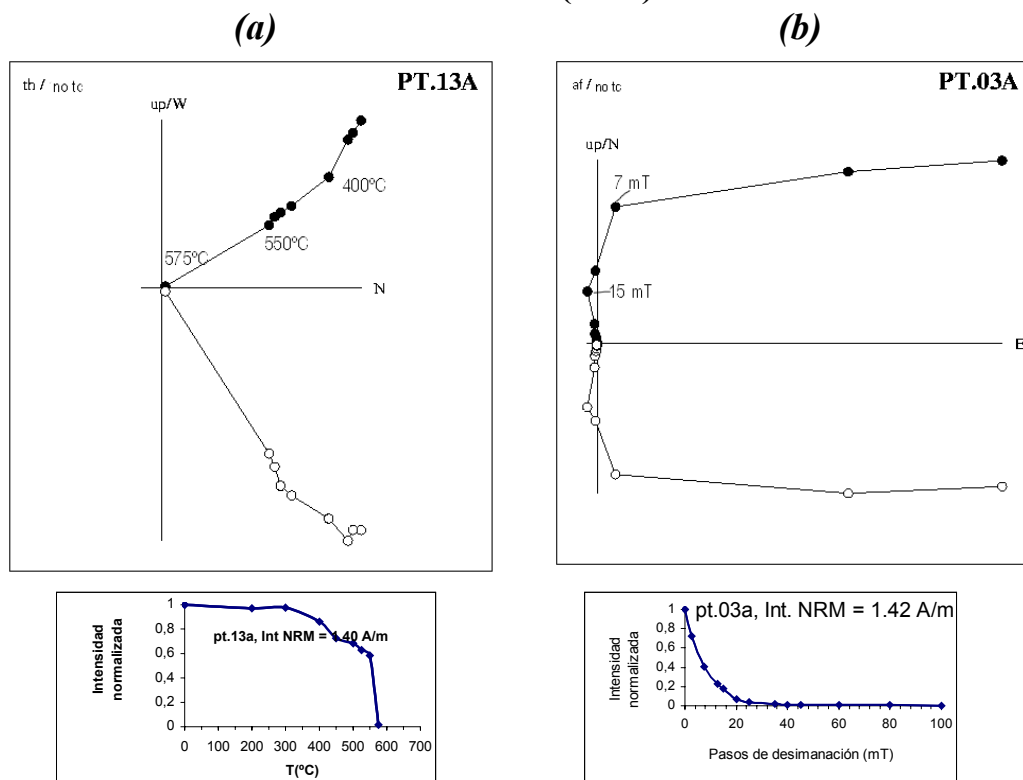 (a)
(b)
th / no tc
PT.13A
up/W
400ºC
550ºC
575ºC
N
af / no tc
PT.03A
up/N
7 mT
15 mT
E
Intensidad normalizada
1
0,8
0,6
0,4
0,2
0
pt.13a, Int NRM = 1.40 A/m
0 100 200 300 400 500 600 700
T(ºC)
Intensidad normalizada
1
0,8
0,6
0,4
0,2
0
pt.03a, Int. NRM = 1.42 A/m
0 20 40 60 80 100
Pasos de desimanación (mT)